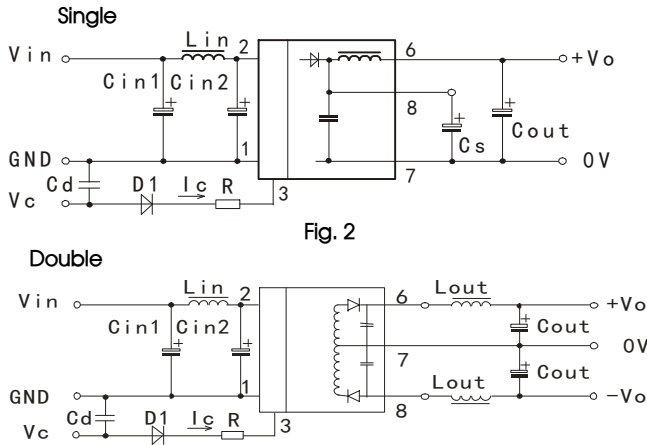 Single
Vin
Lin
2
6
+Vo
Cin1
Cin2
+
+
8
+
+
Cs
Cout
GND
1
7
0V
Cd
D1
Ic
R
3
Vc
Fig. 2
Double
Vin
Lin
2
6
Lout
+Vo
Cin1
Cin2
+
+
+
Cout
7
0V
+
Cout
GND
1
Lout
8
-Vo
Cd
D1
Ic
R
3
Vc